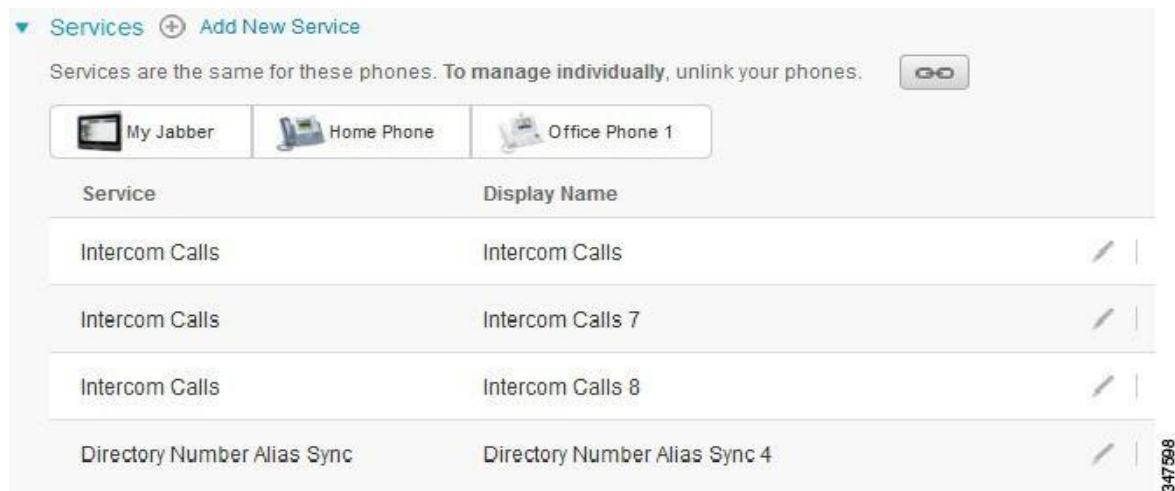 Services Add New Service
Services are the same for these phones. To manage individually, unlink your phones.
My Jabber Home Phone Office Phone 1
Service Display Name
Intercom Calls Intercom Calls
Intercom Calls Intercom Calls 7
Intercom Calls Intercom Calls 8
Directory Number Alias Sync Directory Number Alias Sync 4
347598